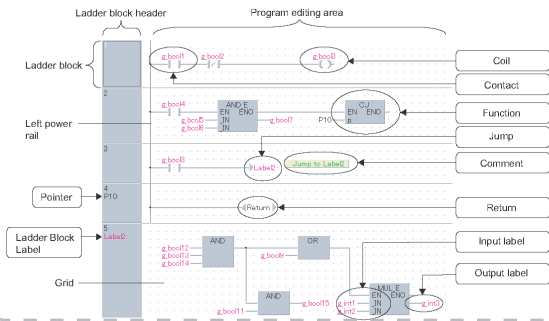 Ladder block header
Program editing area
1
g_bool1
g_bool2
g_bool3
Ladder block
Coil
Contact
2
g_bool4
AND_E
EN ENO
g_bool5
_IN
g_bool7
g_bool6
_IN
CJ
EN ENO
P10
p
Function
Left power
rail
Jump
3
g_bool3
Label2
Jump to Label2
Comment
4
P10:
Pointer
Return
Return
5
Label2:
Ladder Block
Label
AND
g_bool12
g_bool13
g_bool14
OR
g_bool9
Input label
Output label
Grid
AND
g_bool11
g_bool15
MUL_E
EN ENO
g_int1
_IN
g_int3
g_int2
_IN